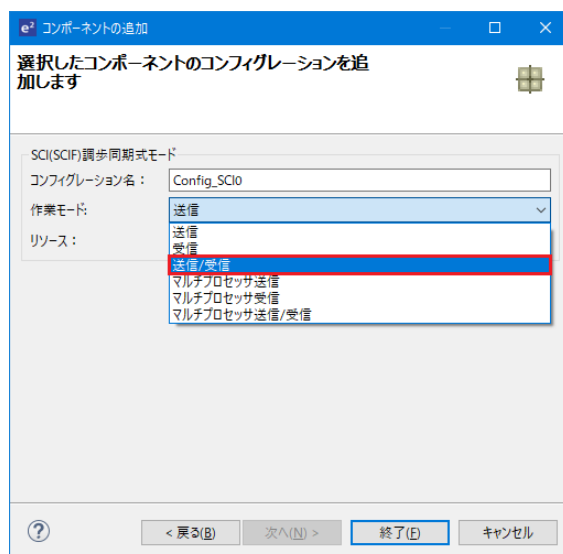 e² コンポーネントの追加
選択したコンポーネントのコンフィグレーションを追
加します
SCI(SCIF)調歩同期式モード
コンフィグレーション名： Config_SCI0
作業モード: 送信
リソース：
送信
受信
送信/受信
マルチプロセッサ送信
マルチプロセッサ受信
マルチプロセッサ送信/受信
? < 戻る(B) 次へ(N) > 終了(F) キャンセル